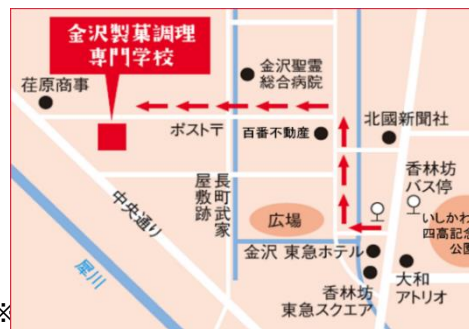 金沢製菓調理
専門学校
荏原商事
金沢聖霊
総合病院
ポスト〒
百番不動産
北國新聞社
香林坊
バス停
長町武家
屋敷跡
広場
中央通り
いしかわ
四高記念
公園
金沢 東急ホテル
犀川
香林坊
東急スクエア
大和
アトリオ
※